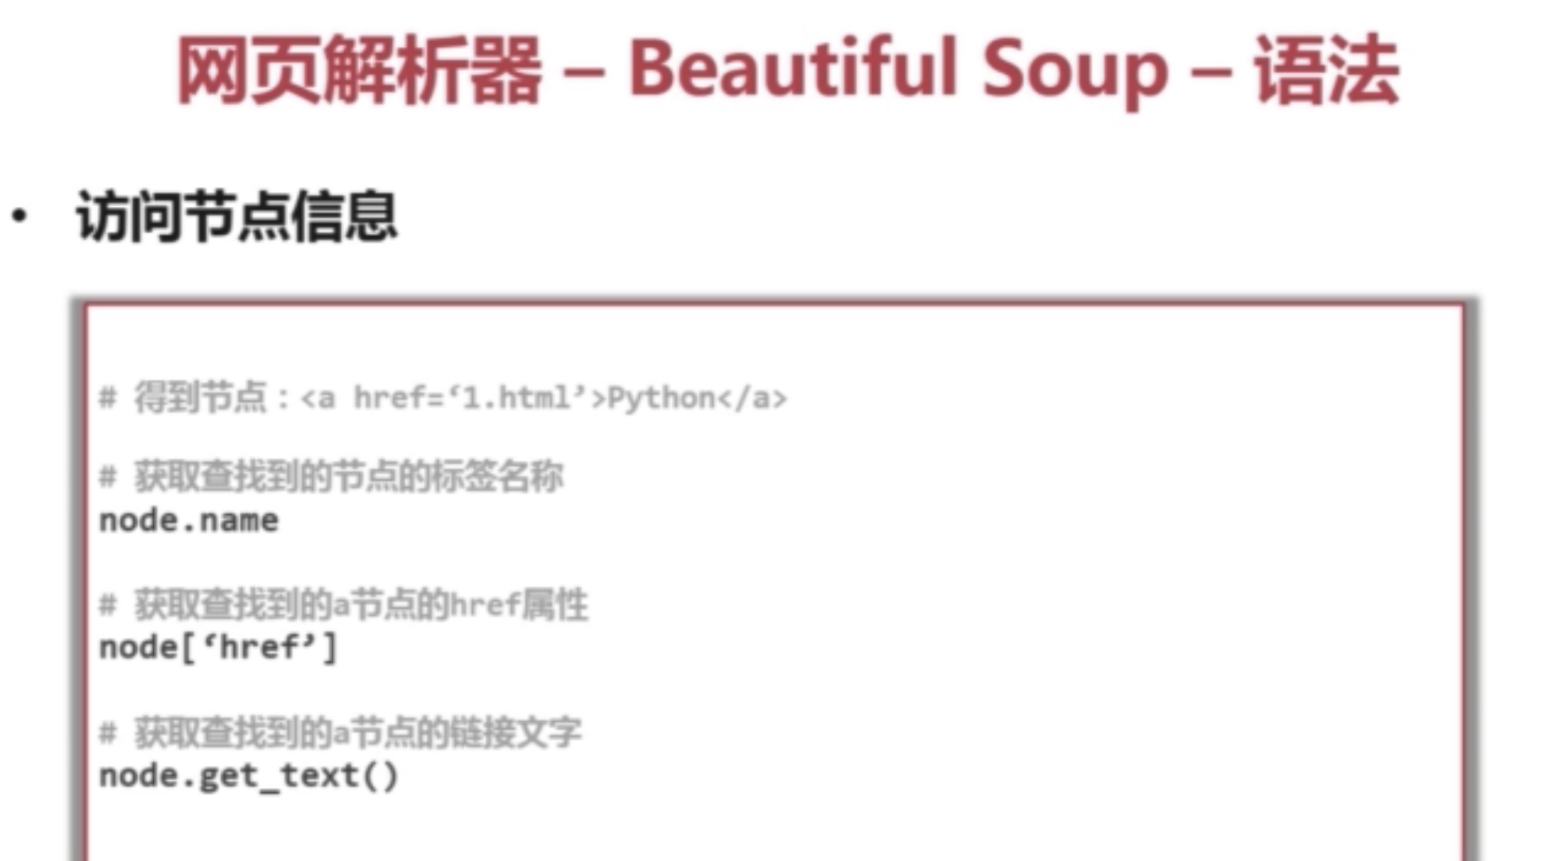 网页解析器 – Beautiful Soup – 语法
• 访问节点信息
# 得到节点：<a href=‘1.html’>Python</a>
# 获取查找到的节点的标签名称
node.name
# 获取查找到的a节点的href属性
node[‘href’]
# 获取查找到的a节点的链接文字
node.get_text()